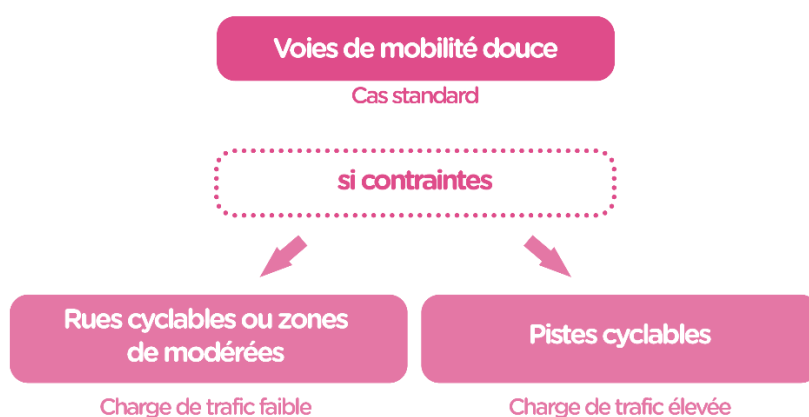 Voies de mobilité douce
Cas standard
si contraintes
Rues cyclables ou zones
de modérées
Charge de trafic faible
Pistes cyclables
Charge de trafic élevée